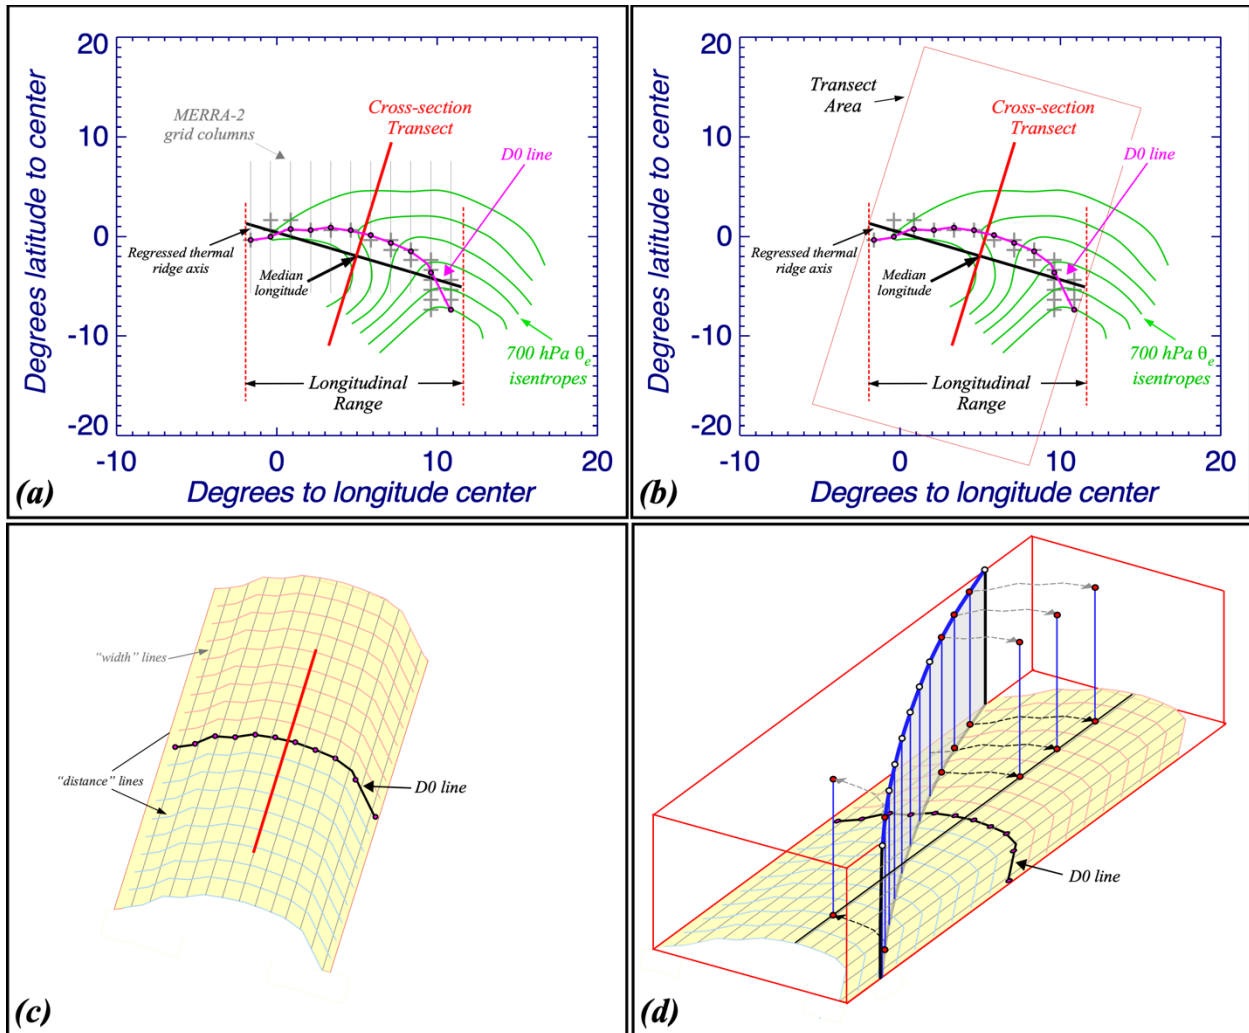 20
10
0
-10
-20
-10
0
10
20
Degrees latitude to center
Degrees to longitude center
MERRA-2
grid columns
Cross-section
Transect
D0 line
Regressed thermal
ridge axis
Median
longitude
700 hPa θe
isentropes
Longitudinal
Range
(a)
20
10
0
-10
-20
-10
0
10
20
Degrees latitude to center
Degrees to longitude center
Transect
Area
Cross-section
Transect
D0 line
Regressed thermal
ridge axis
Median
longitude
700 hPa θe
isentropes
Longitudinal
Range
(b)
"width" lines
"distance" lines
D0 line
(c)
D0 line
(d)